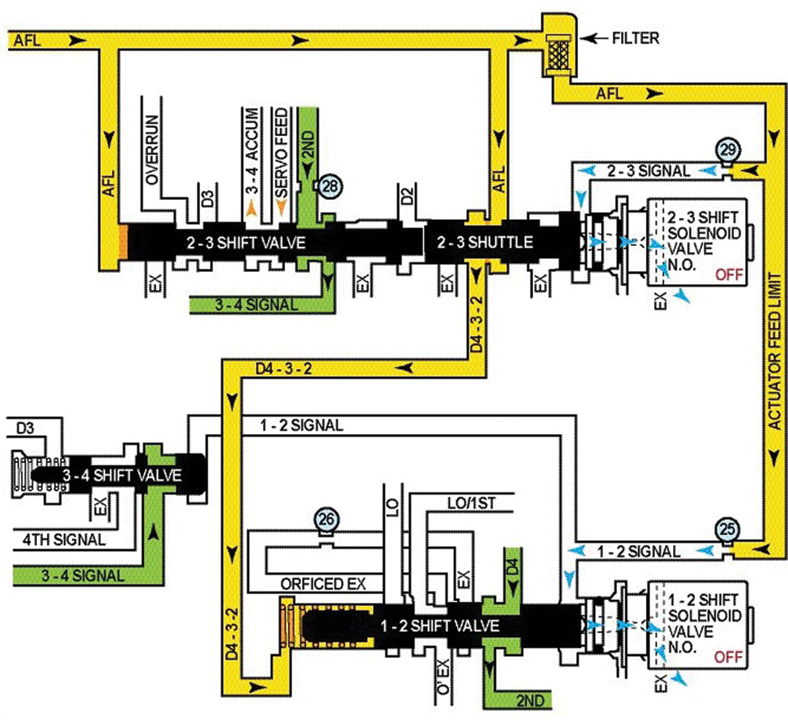 AFL
FILTER
AFL
OVERRUN
3 - 4 ACCUM
SERVO FEED
2ND
29
2 - 3 SIGNAL
28
AFL
D3
D2
AFL
2 - 3 SHIFT VALVE
2 - 3 SHUTTLE
2 - 3 SHIFT
SOLENOID
VALVE
N.O.
OFF
EX
EX
EX
EX
EX
3 - 4 SIGNAL
D4 - 3 - 2
ACTUATOR FEED LIMIT
D4 - 3 - 2
D3
1 - 2 SIGNAL
3 - 4 SHIFT VALVE
EX
LO
LO/1ST
26
25
4TH SIGNAL
1 - 2 SIGNAL
3 - 4 SIGNAL
ORFICED EX
EX
D4
D4 - 3 - 2
1 - 2 SHIFT VALVE
1 - 2 SHIFT
SOLENOID
VALVE
N.O.
OFF
O' EX
EX
2ND